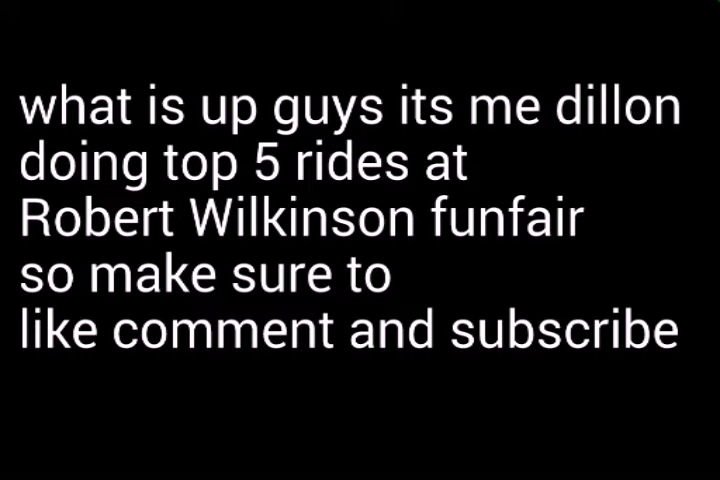 what is up guys its me dillon
doing top 5 rides at
Robert Wilkinson funfair
so make sure to
like comment and subscribe